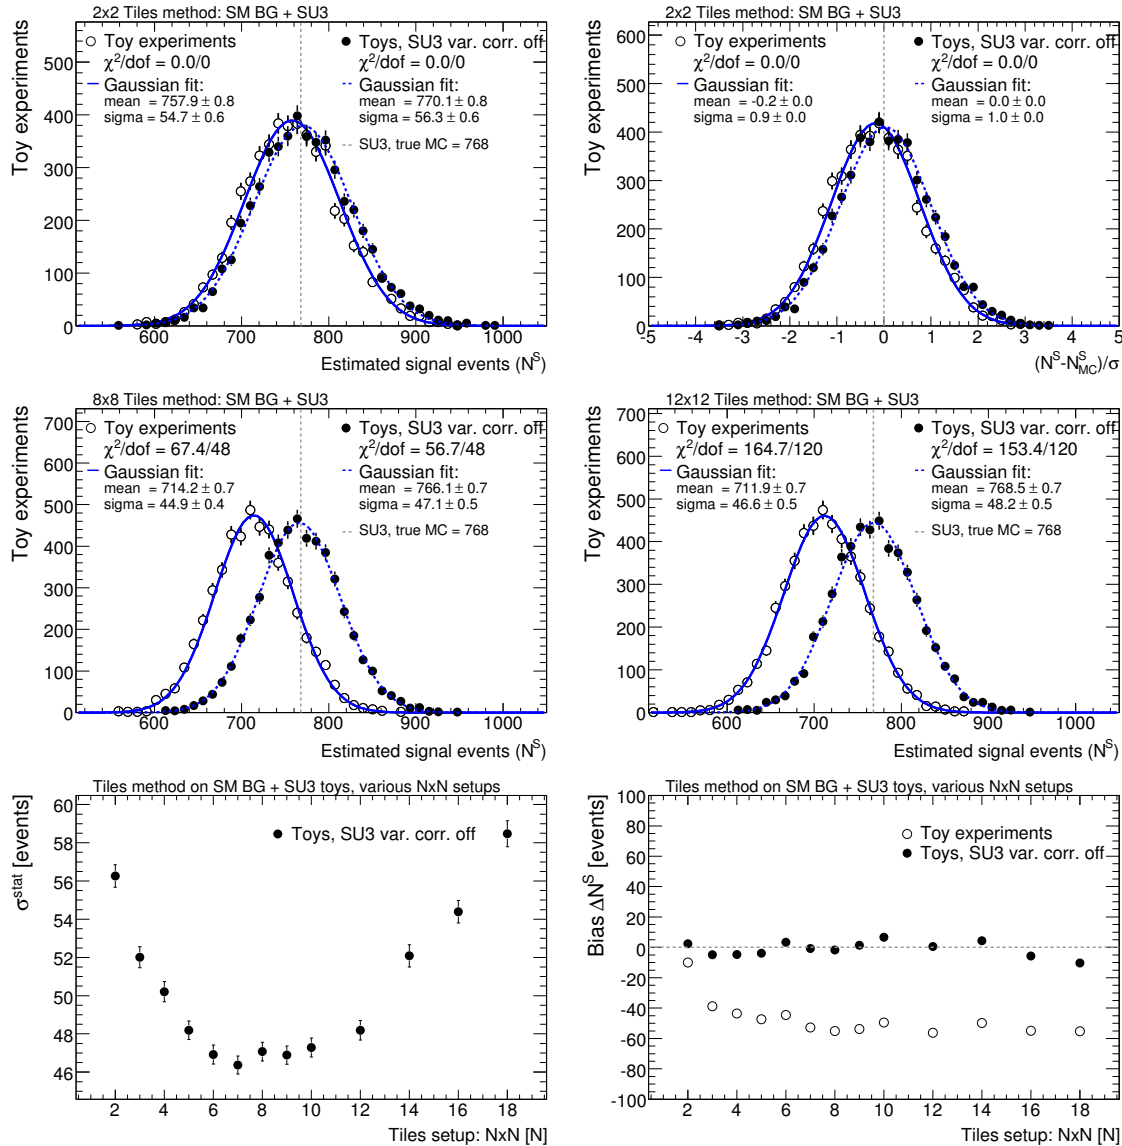 2x2 Tiles method: SM BG + SU3
Toy experiments
500
400
300
200
100
0
Toy experiments
χ²/dof = 0.0/0
Gaussian fit:
mean = 757.9 ± 0.8
sigma = 54.7 ± 0.6
Toys, SU3 var. corr. off
χ²/dof = 0.0/0
Gaussian fit:
mean = 770.1 ± 0.8
sigma = 56.3 ± 0.6
SU3, true MC = 768
600 700 800 900 1000
Estimated signal events (N^S)
2x2 Tiles method: SM BG + SU3
Toy experiments
600
500
400
300
200
100
0
Toy experiments
χ²/dof = 0.0/0
Gaussian fit:
mean = -0.2 ± 0.0
sigma = 0.9 ± 0.0
Toys, SU3 var. corr. off
χ²/dof = 0.0/0
Gaussian fit:
mean = 0.0 ± 0.0
sigma = 1.0 ± 0.0
-5 -4 -3 -2 -1 0 1 2 3 4 5
(N^S-N^S_MC)/σ
8x8 Tiles method: SM BG + SU3
Toy experiments
700
600
500
400
300
200
100
0
Toy experiments
χ²/dof = 67.4/48
Gaussian fit:
mean = 714.2 ± 0.7
sigma = 44.9 ± 0.4
Toys, SU3 var. corr. off
χ²/dof = 56.7/48
Gaussian fit:
mean = 766.1 ± 0.7
sigma = 47.1 ± 0.5
SU3, true MC = 768
600 700 800 900 1000
Estimated signal events (N^S)
12x12 Tiles method: SM BG + SU3
Toy experiments
700
600
500
400
300
200
100
0
Toy experiments
χ²/dof = 164.7/120
Gaussian fit:
mean = 711.9 ± 0.7
sigma = 46.6 ± 0.5
Toys, SU3 var. corr. off
χ²/dof = 153.4/120
Gaussian fit:
mean = 768.5 ± 0.7
sigma = 48.2 ± 0.5
SU3, true MC = 768
600 700 800 900 1000
Estimated signal events (N^S)
Tiles method on SM BG + SU3 toys, various NxN setups
σ^stat [events]
60
58
56
54
52
50
48
46
Toys, SU3 var. corr. off
2 4 6 8 10 12 14 16 18
Tiles setup: NxN [N]
Tiles method on SM BG + SU3 toys, various NxN setups
Bias ΔN^S [events]
100
80
60
40
20
0
-20
-40
-60
-80
-100
Toy experiments
Toys, SU3 var. corr. off
2 4 6 8 10 12 14 16 18
Tiles setup: NxN [N]